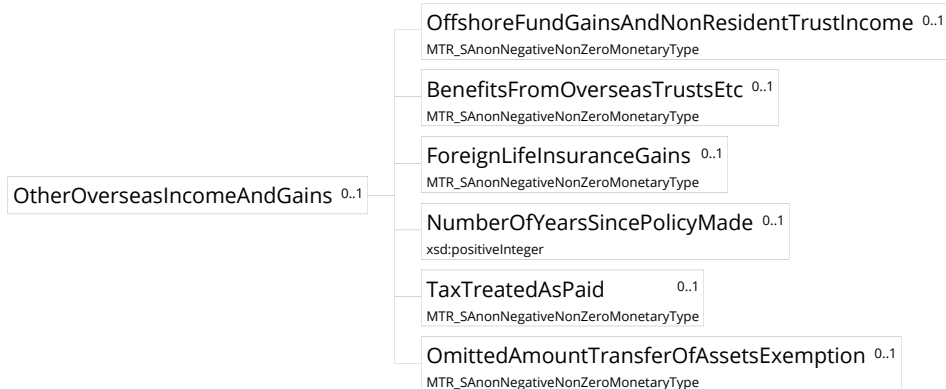 OffshoreFundGainsAndNonResidentTrustIncome 0..1
MTR_SAnonNegativeNonZeroMonetaryType
BenefitsFromOverseasTrustsEtc 0..1
MTR_SAnonNegativeNonZeroMonetaryType
ForeignLifeInsuranceGains 0..1
MTR_SAnonNegativeNonZeroMonetaryType
OtherOverseasIncomeAndGains 0..1
NumberOfYearsSincePolicyMade 0..1
xsd:positiveInteger
TaxTreatedAsPaid 0..1
MTR_SAnonNegativeNonZeroMonetaryType
OmittedAmountTransferOfAssetsExemption 0..1
MTR_SAnonNegativeNonZeroMonetaryType